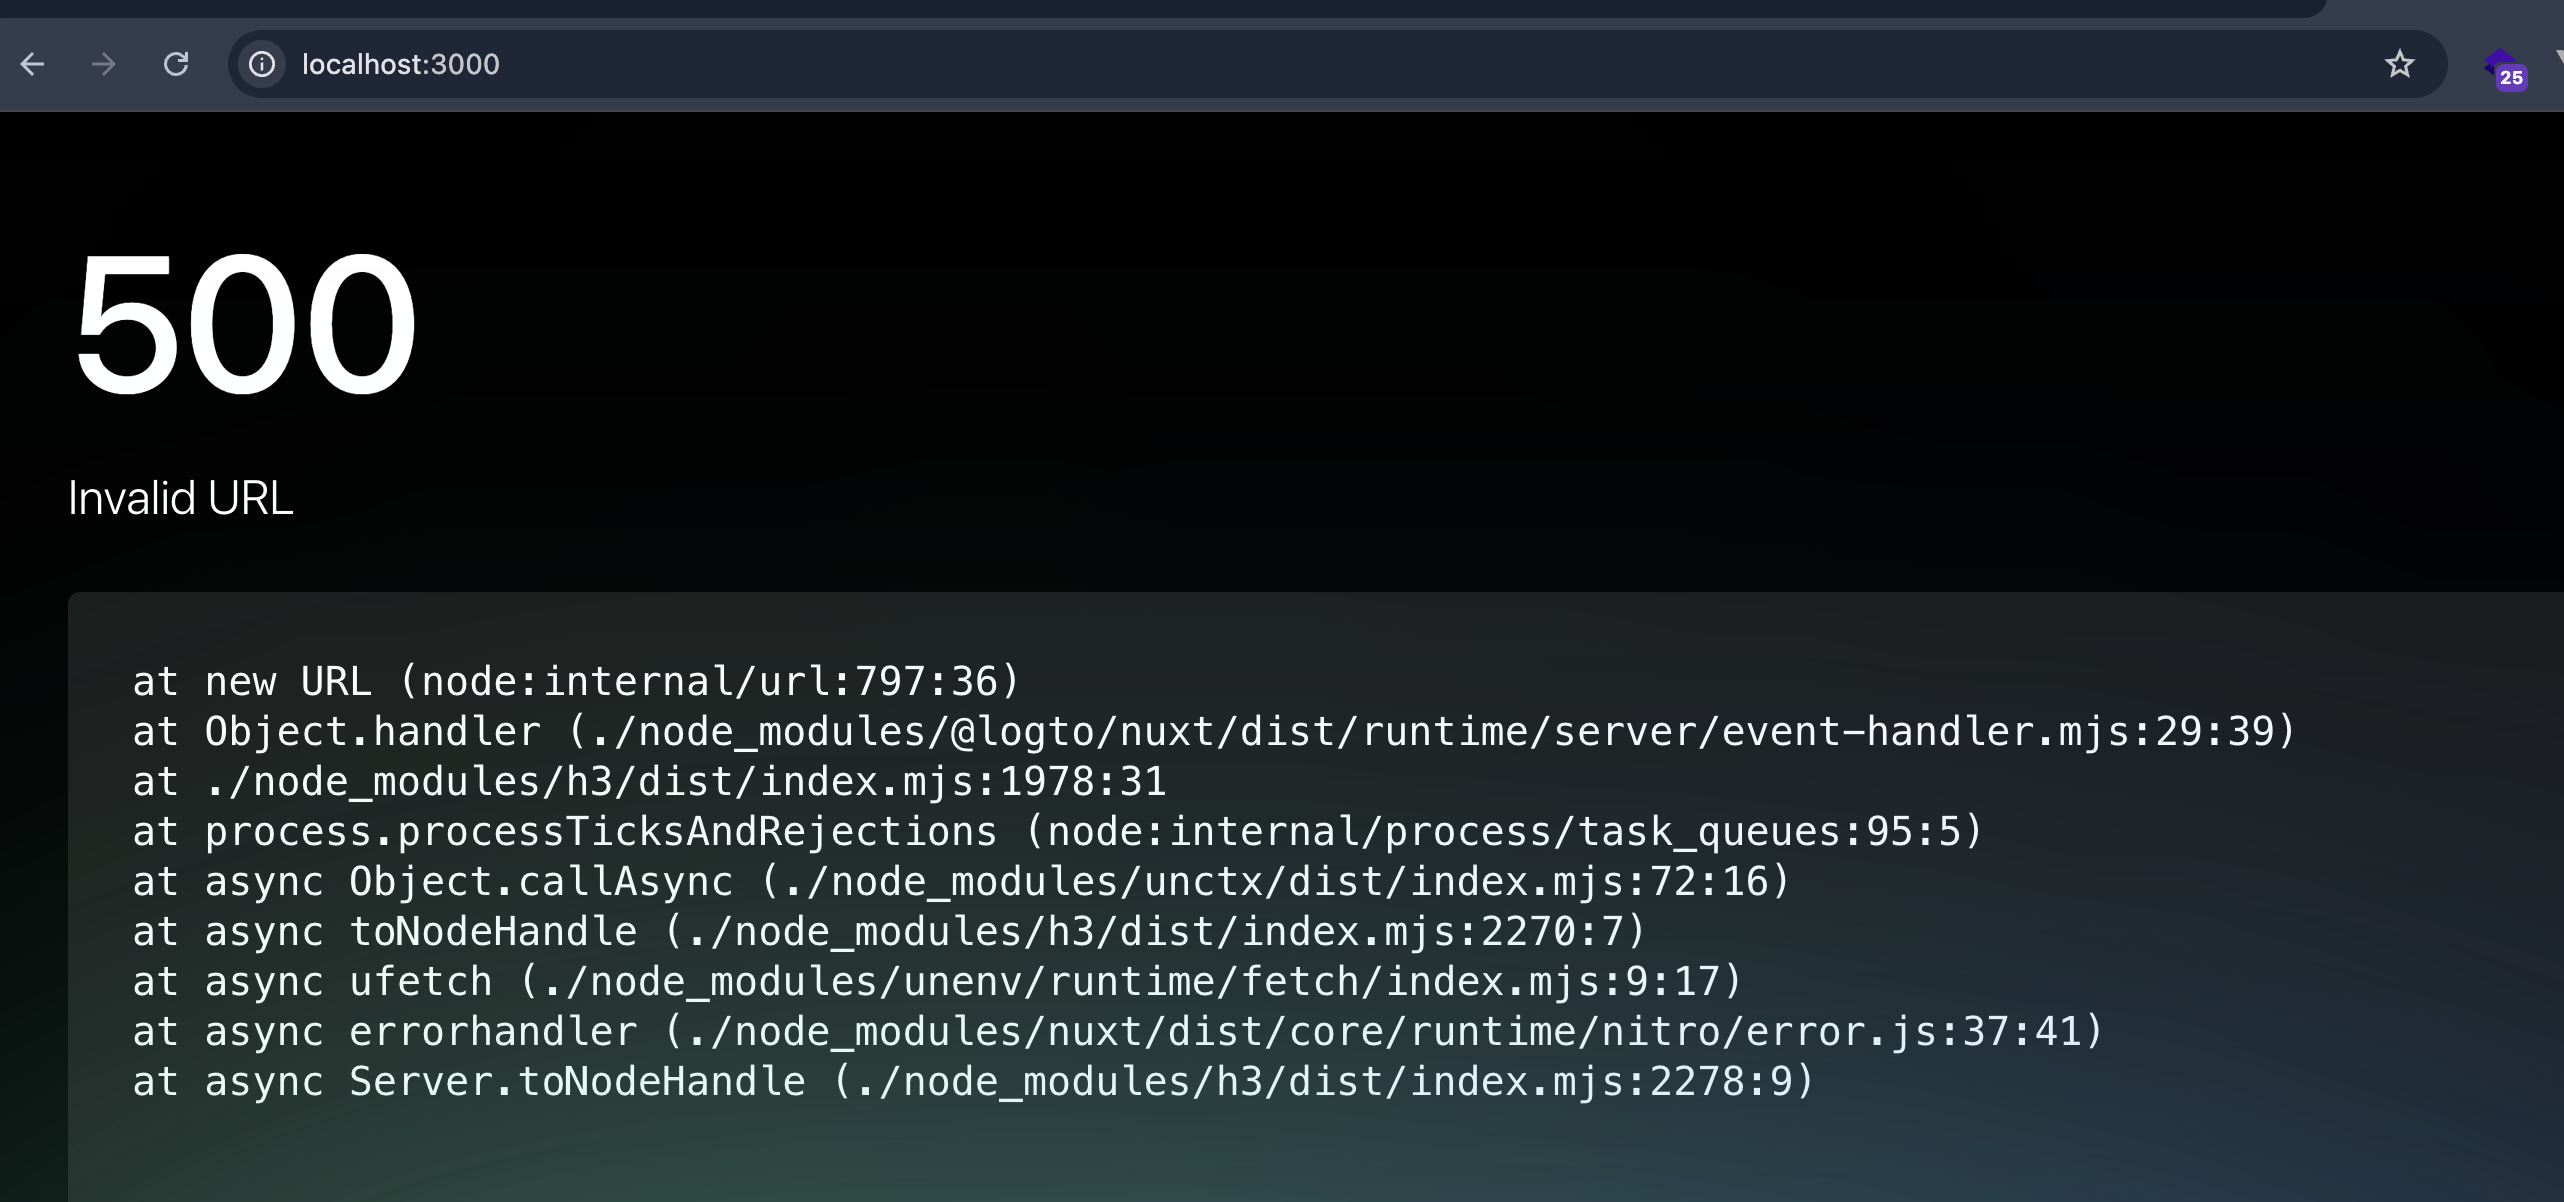 localhost:3000
25
500
Invalid URL
at new URL (node:internal/url:797:36)
at Object.handler (./node_modules/@logto/nuxt/dist/runtime/server/event-handler.mjs:29:39)
at ./node_modules/h3/dist/index.mjs:1978:31
at process.processTicksAndRejections (node:internal/process/task_queues:95:5)
at async Object.callAsync (./node_modules/unctx/dist/index.mjs:72:16)
at async toNodeHandle (./node_modules/h3/dist/index.mjs:2270:7)
at async ufetch (./node_modules/unenv/runtime/fetch/index.mjs:9:17)
at async errorhandler (./node_modules/nuxt/dist/core/runtime/nitro/error.js:37:41)
at async Server.toNodeHandle (./node_modules/h3/dist/index.mjs:2278:9)